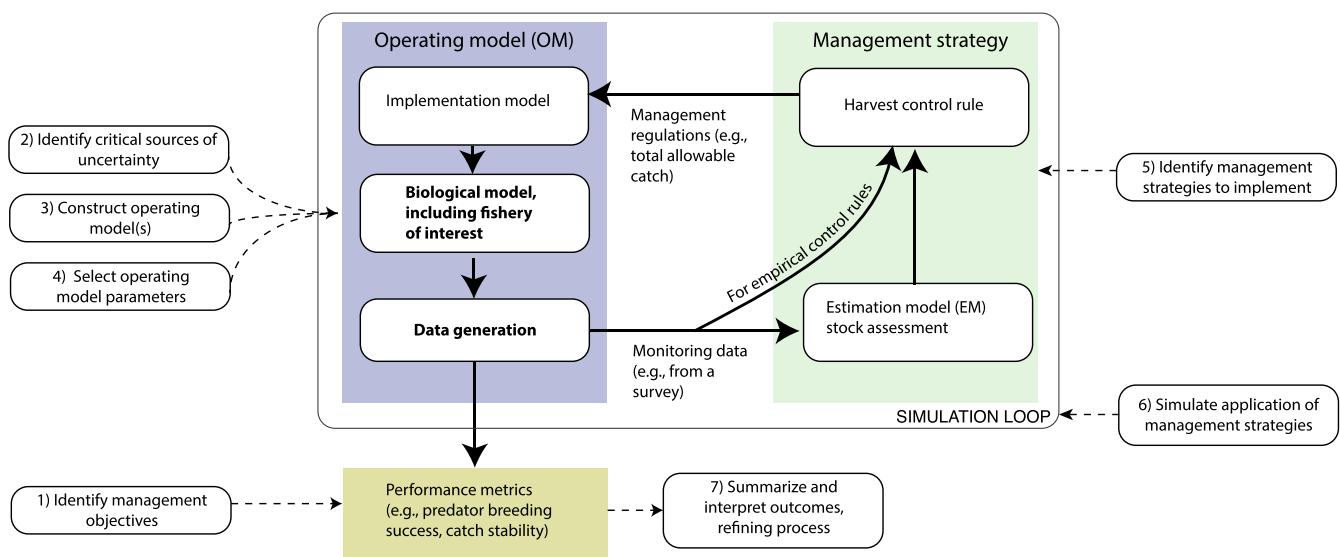 Operating model (OM)
Management strategy
Implementation model
Harvest control rule
Management
regulations (e.g.,
total allowable
catch)
2) Identify critical sources of
uncertainty
3) Construct operating
model(s)
4) Select operating
model parameters
Biological model,
including fishery
of interest
For empirical control rules
5) Identify management
strategies to implement
Data generation
Estimation model (EM)
stock assessment
Monitoring data
(e.g., from a
survey)
SIMULATION LOOP
6) Simulate application of
management strategies
1) Identify management
objectives
Performance metrics
(e.g., predator breeding
success, catch stability)
7) Summarize and
interpret outcomes,
refining process